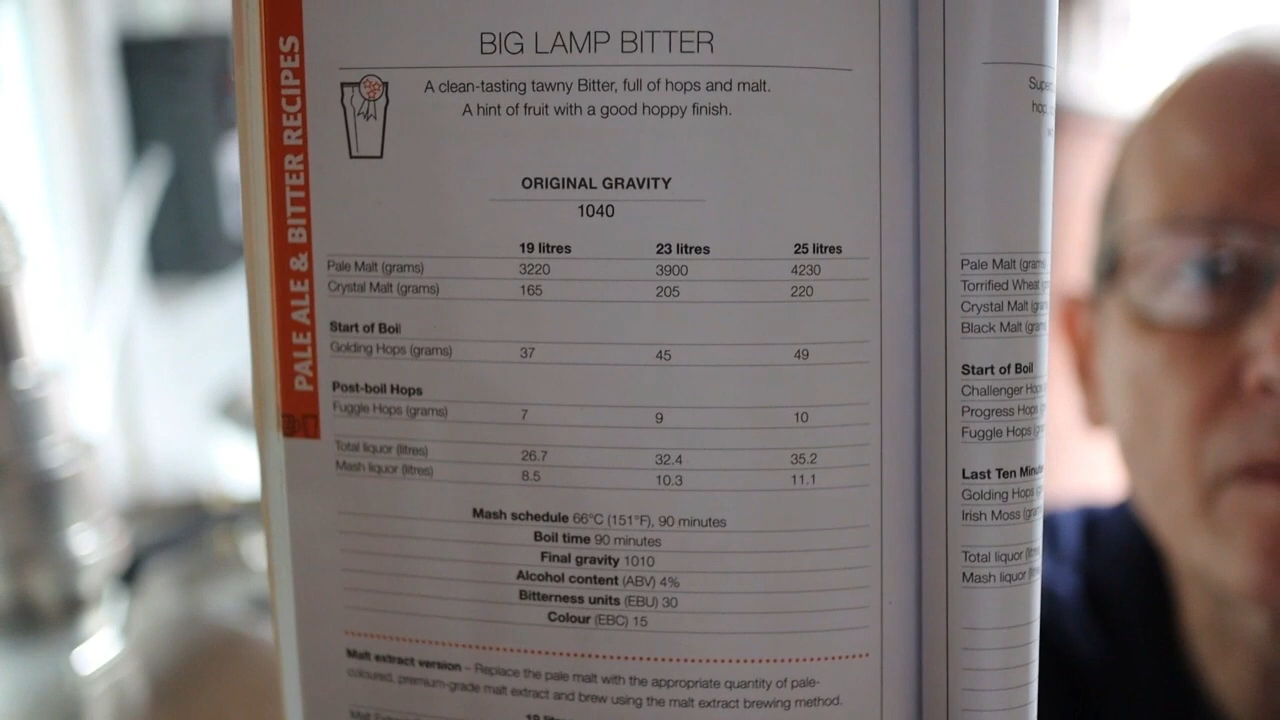 PALE ALE & BITTER RECIPES
BIG LAMP BITTER
A clean-tasting tawny Bitter, full of hops and malt.
A hint of fruit with a good hoppy finish.
ORIGINAL GRAVITY
1040
19 litres 23 litres 25 litres
Pale Malt (grams) 3220 3900 4230
Crystal Malt (grams) 165 205 220
Start of Boil
Golding Hops (grams) 37 45 49
Post-boil Hops
Fuggle Hops (grams) 7 9 10
Total liquor (litres) 26.7 32.4 35.2
Mash liquor (litres) 8.5 10.3 11.1
Mash schedule 66°C (151°F), 90 minutes
Boil time 90 minutes
Final gravity 1010
Alcohol content (ABV) 4%
Bitterness units (EBU) 30
Colour (EBC) 15
Malt extract version – Replace the pale malt with the appropriate quantity of pale-
coloured, premium-grade malt extract and brew using the malt extract brewing method.
Pale Malt
Torrified Wheat
Crystal Malt
Black Malt
Start of Boil
Challenger
Progress Hops
Fuggle Hops
Last Ten
Golding Hops
Irish Moss
Total liquor
Mash liquor